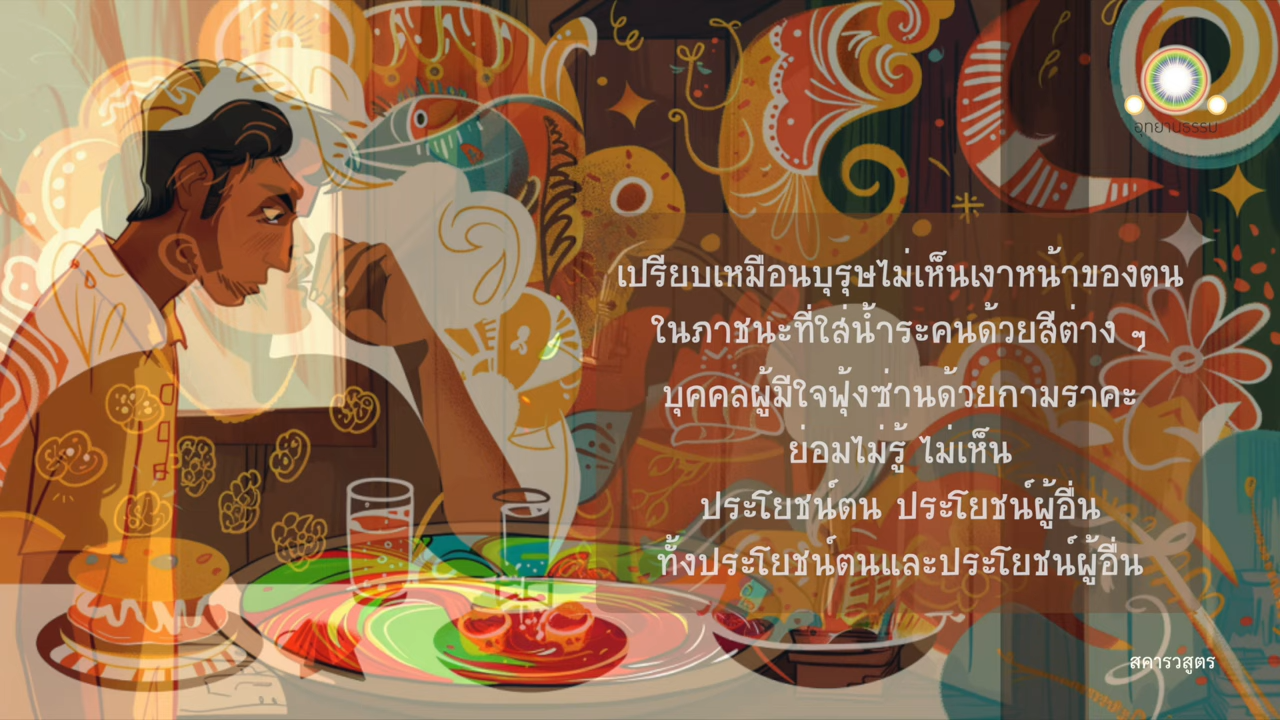 อุทยานธรรม
เปรียบเหมือนบุรุษไม่เห็นเงาหน้าของตน
ในภาชนะที่ใส่น้ำระคนด้วยสีต่าง ๆ
บุคคลผู้มีใจฟุ้งซ่านด้วยกามราคะ
ย่อมไม่รู้ ไม่เห็น
ประโยชน์ตน ประโยชน์ผู้อื่น
ทั้งประโยชน์ตนและประโยชน์ผู้อื่น
สคารวสูตร